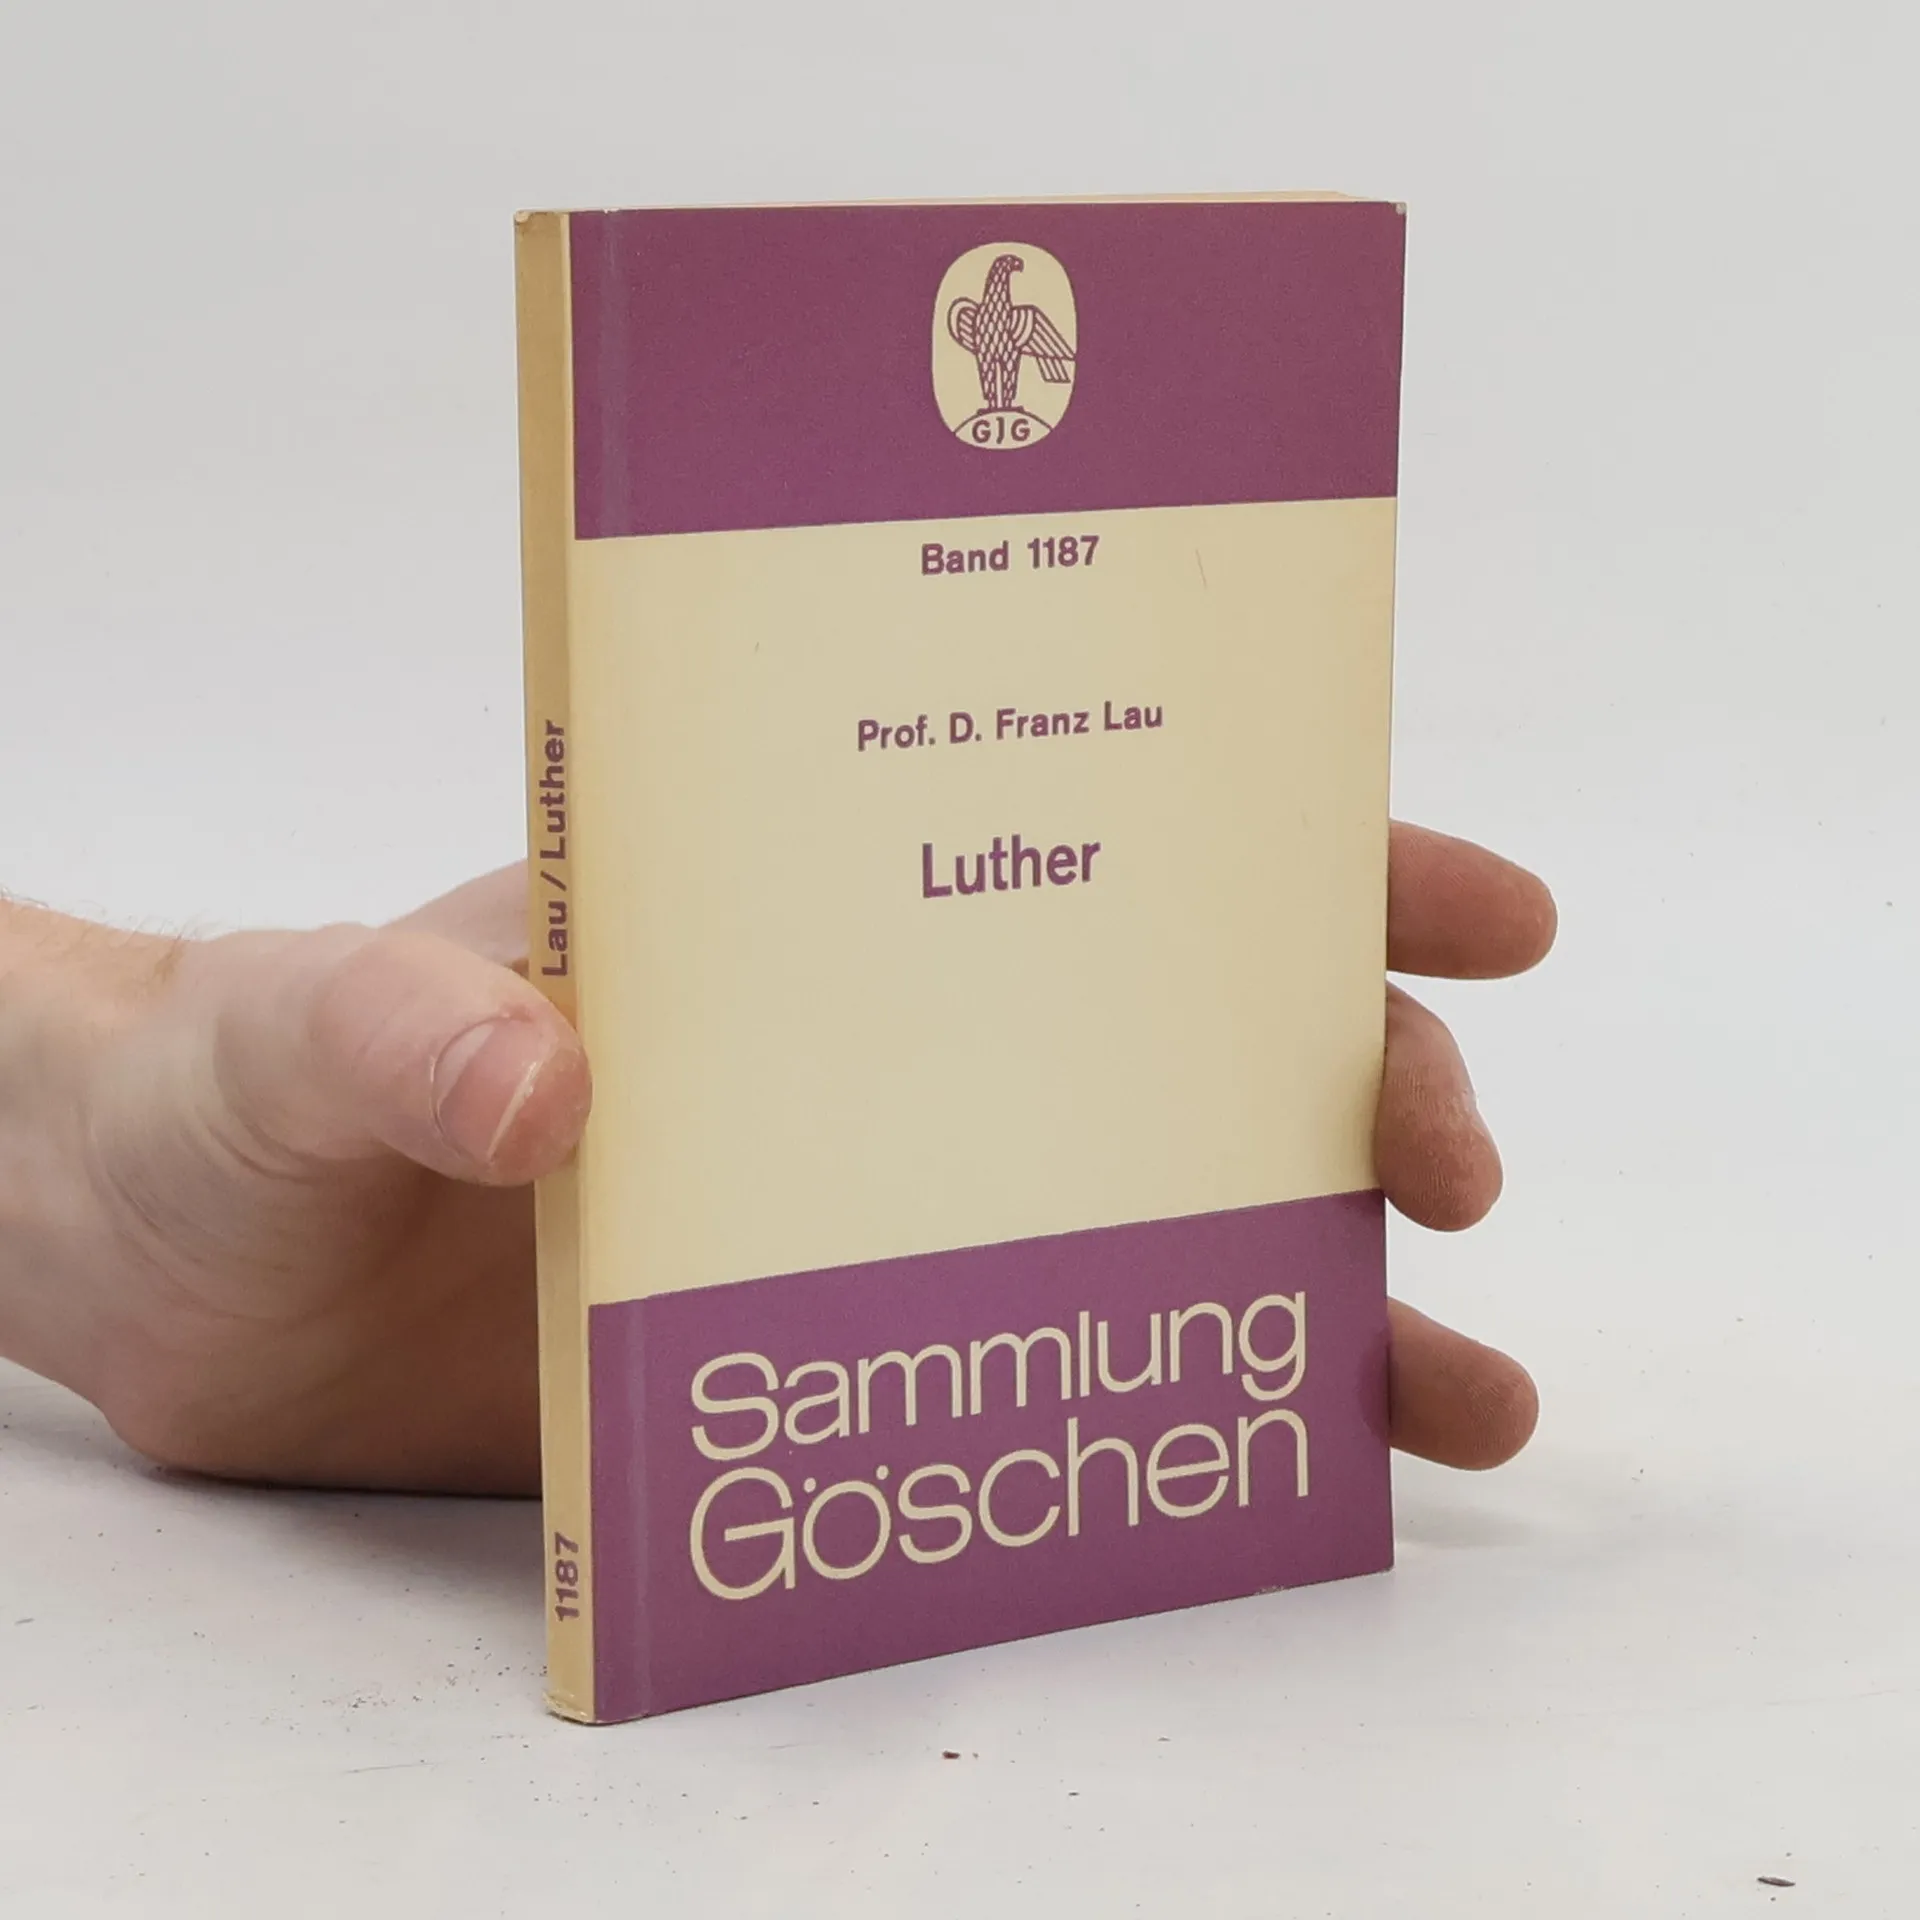 GJG
Band 1187
Prof. D. Franz Lau
Luther
Sammlung
Göschen
Lau / Luther
1187